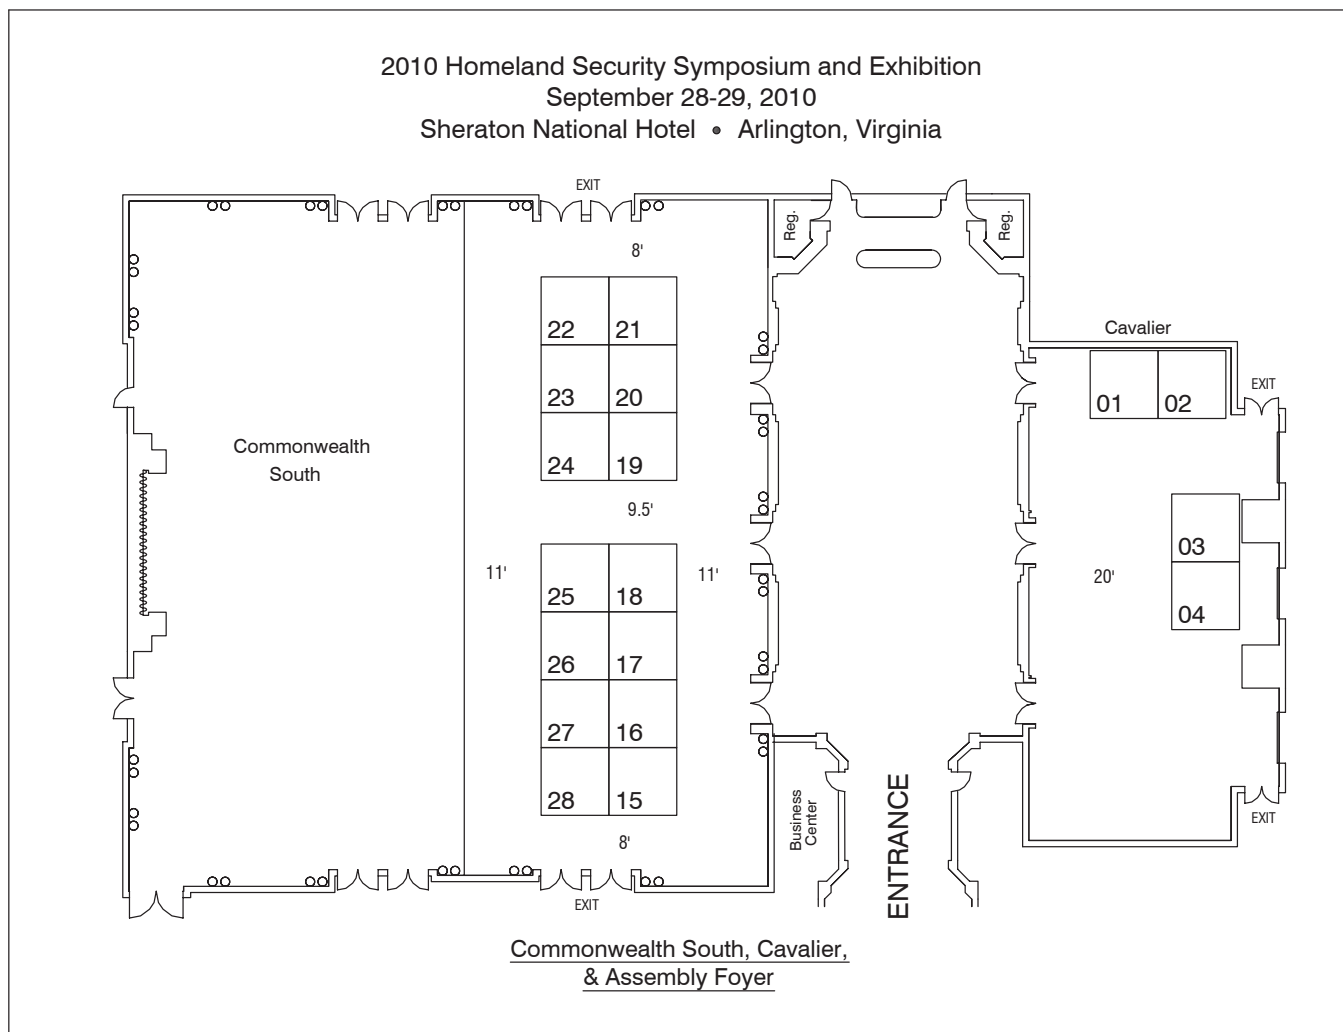 2010 Homeland Security Symposium and Exhibition
September 28-29, 2010
Sheraton National Hotel • Arlington, Virginia
EXIT
Reg.
Reg.
8'
22 21
23 20
24 19
Cavalier
01 02
EXIT
Commonwealth
South
9.5'
03
04
11'
11'
20'
25 18
26 17
27 16
28 15
8'
Business
Center
ENTRANCE
EXIT
EXIT
Commonwealth South, Cavalier,
& Assembly Foyer